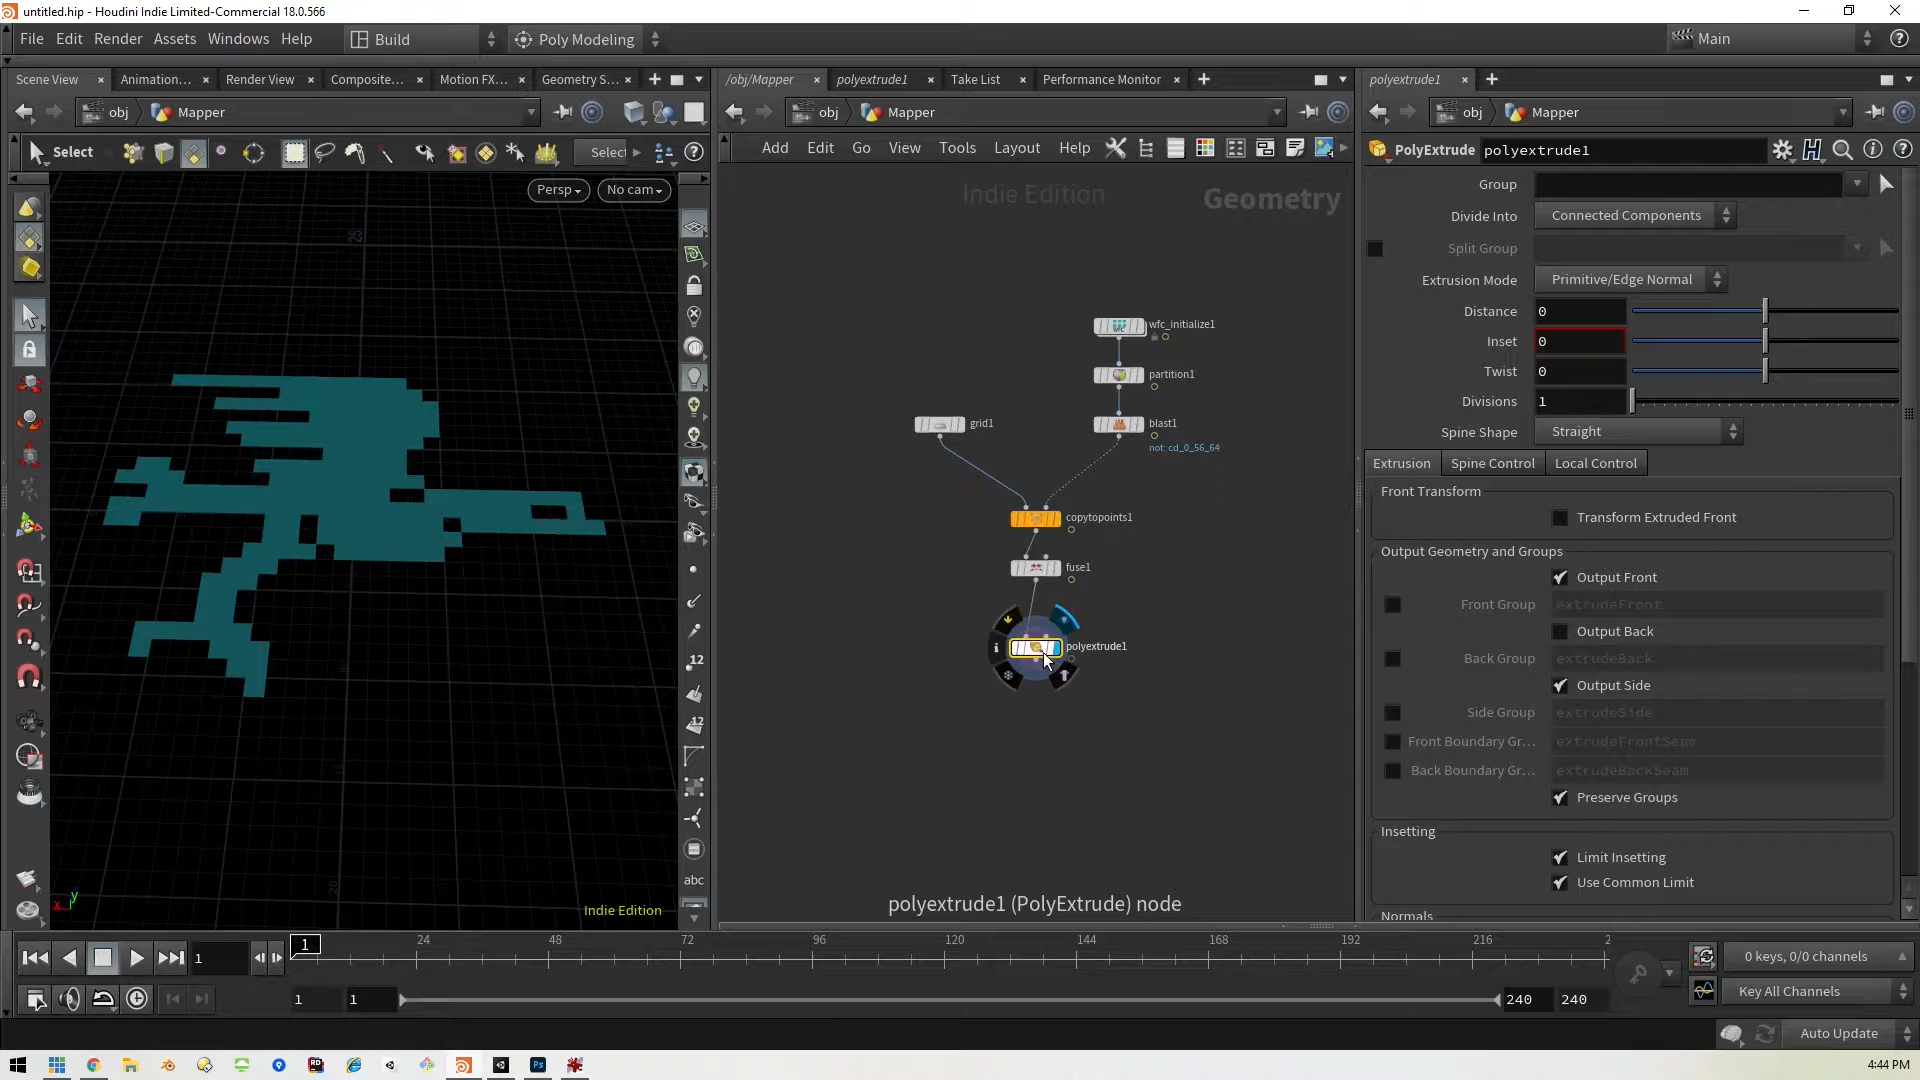 untitled.hip - Houdini Indie Limited-Commercial 18.0.566
File Edit Render Assets Windows Help Build Poly Modeling Main
Scene View Animation... Render View Composite... Motion FX... Geometry S...
obj Mapper
Select Select
Persp No cam
25
20
12
12
abc
x y
Indie Edition
/obj/Mapper polyextrude1 Take List Performance Monitor
obj Mapper
Add Edit Go View Tools Layout Help
Indie Edition Geometry
wfc_initialize1
partition1
grid1
blast1
not: cd_0_56_64
copytopoints1
fuse1
polyextrude1
polyextrude1 (PolyExtrude) node
polyextrude1
obj Mapper
PolyExtrude polyextrude1
Group
Divide Into Connected Components
Split Group
Extrusion Mode Primitive/Edge Normal
Distance 0
Inset 0
Twist 0
Divisions 1
Spine Shape Straight
Extrusion Spine Control Local Control
Front Transform
Transform Extruded Front
Output Geometry and Groups
Output Front
Front Group extrudeFront
Output Back
Back Group extrudeBack
Output Side
Side Group extrudeSide
Front Boundary Gr... extrudeFrontSeam
Back Boundary Gr... extrudeBackSeam
Preserve Groups
Insetting
Limit Insetting
Use Common Limit
Normals
1 1 24 48 72 96 120 144 168 192 216 2
0 keys, 0/0 channels
1 1 240 240
Key All Channels
Auto Update
4:44 PM